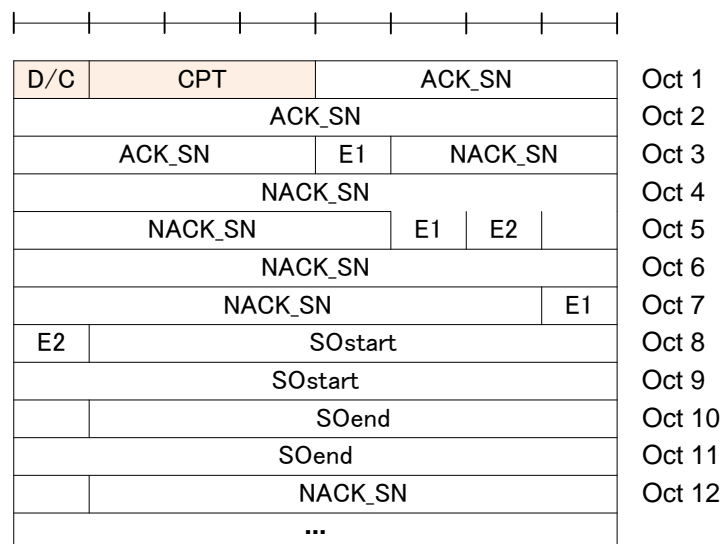 D/C CPT ACK_SN Oct 1
ACK_SN Oct 2
ACK_SN E1 NACK_SN Oct 3
NACK_SN Oct 4
NACK_SN E1 E2 Oct 5
NACK_SN Oct 6
NACK_SN E1 Oct 7
E2 SOstart Oct 8
SOstart Oct 9
SOend Oct 10
SOend Oct 11
NACK_SN Oct 12
...